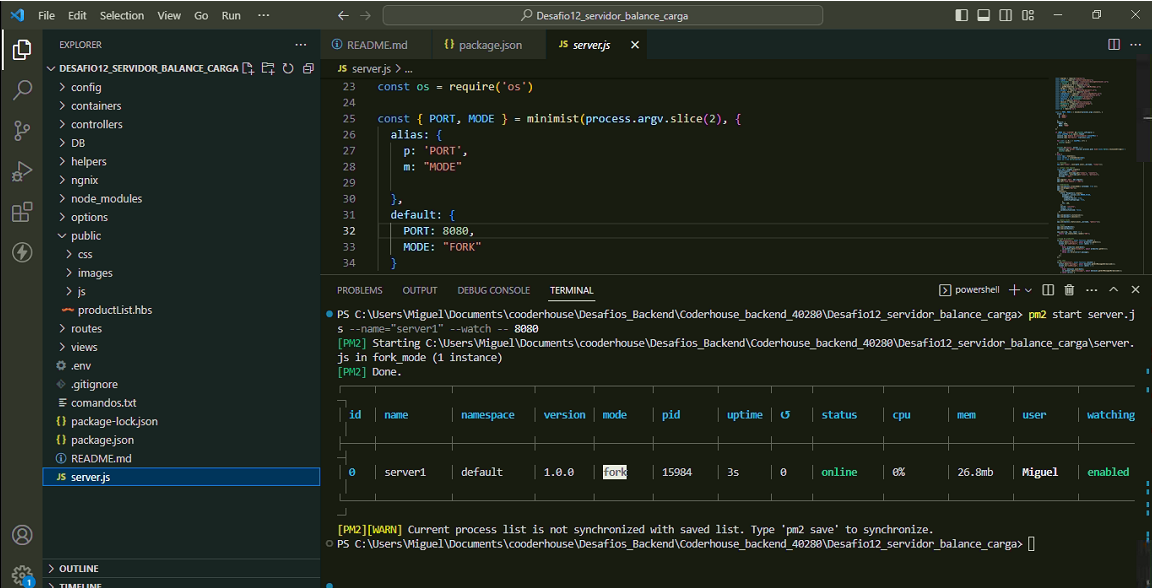 File Edit Selection View Go Run ···
Desafio12_servidor_balance_carga
EXPLORER
DESAFIO12_SERVIDOR_BALANCE_CARGA
config
containers
controllers
DB
helpers
ngnix
node_modules
options
public
css
images
js
productList.hbs
routes
views
.env
.gitignore
comandos.txt
package-lock.json
package.json
README.md
server.js
OUTLINE
TIMELINE
1
README.md package.json server.js
JS server.js > ...
23 const os = require('os')
24
25 const { PORT, MODE } = minimist(process.argv.slice(2), {
26 alias: {
27 p: 'PORT',
28 m: "MODE"
29
30 },
31 default: {
32 PORT: 8080,
33 MODE: "FORK"
34 }
PROBLEMS OUTPUT DEBUG CONSOLE TERMINAL powershell
PS C:\Users\Miguel\Documents\cooderhouse\Desafios_Backend\Coderhouse_backend_40280\Desafio12_servidor_balance_carga> pm2 start server.j
s --name="server1" --watch -- 8080
[PM2] Starting C:\Users\Miguel\Documents\cooderhouse\Desafios_Backend\Coderhouse_backend_40280\Desafio12_servidor_balance_carga\server.
js in fork_mode (1 instance)
[PM2] Done.
id name namespace version mode pid uptime ↺ status cpu mem user watching
0 server1 default 1.0.0 fork 15984 3s 0 online 0% 26.8mb Miguel enabled
[PM2][WARN] Current process list is not synchronized with saved list. Type 'pm2 save' to synchronize.
PS C:\Users\Miguel\Documents\cooderhouse\Desafios_Backend\Coderhouse_backend_40280\Desafio12_servidor_balance_carga>